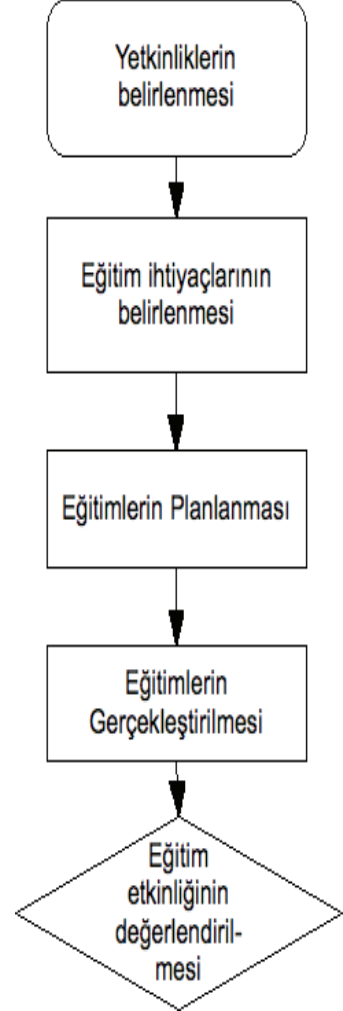 Yetkinliklerin
belirlenmesi
Eğitim ihtiyaçlarının
belirlenmesi
Eğitimlerin Planlanması
Eğitimlerin
Gerçekleştirilmesi
Eğitim
etkinliğinin
değerlendiril-
mesi